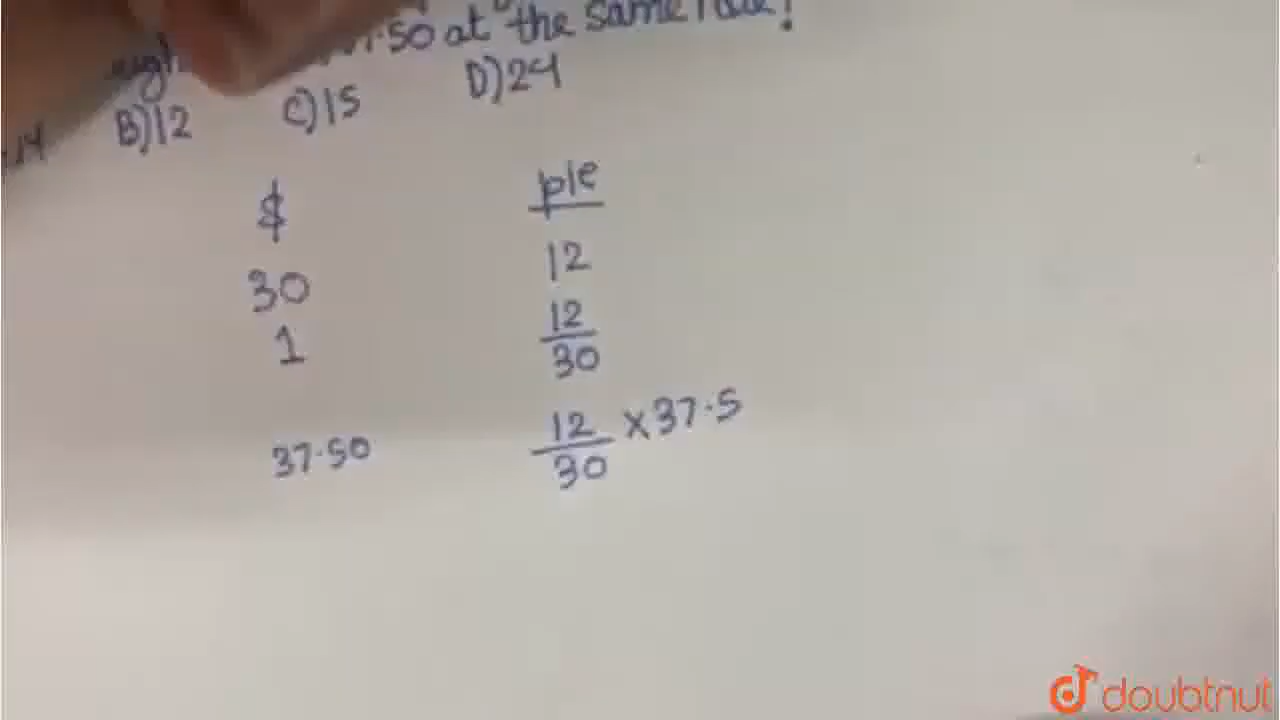 .50 at the same rate?
B)12 C)15 D)24
$ ple
30 12
1 12/30
37.50 12/30 x 37.5
doubtnut